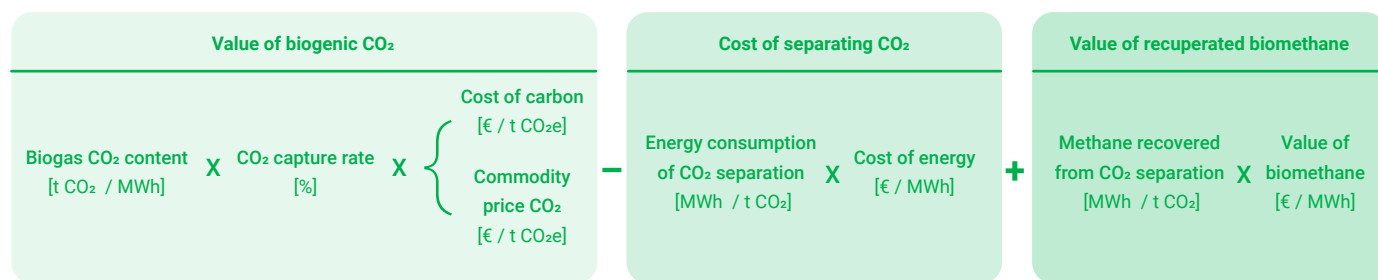 Value of biogenic CO₂
Biogas CO₂ content
[t CO₂ / MWh]
X
CO₂ capture rate
[%]
X
Cost of carbon
[€ / t CO₂e]
Commodity
price CO₂
[€ / t CO₂e]
−
Cost of separating CO₂
Energy consumption
of CO₂ separation
[MWh / t CO₂]
X
Cost of energy
[€ / MWh]
+
Value of recuperated biomethane
Methane recovered
from CO₂ separation
[MWh / t CO₂]
X
Value of
biomethane
[€ / MWh]